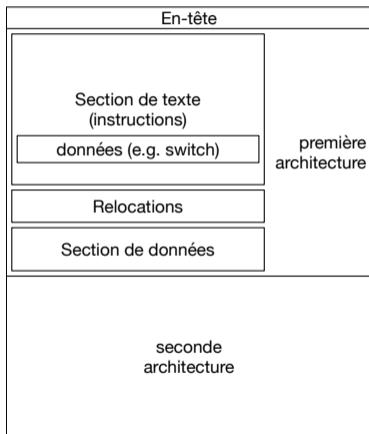 En-tête
Section de texte
(instructions)
données (e.g. switch)
première
architecture
Relocations
Section de données
seconde
architecture